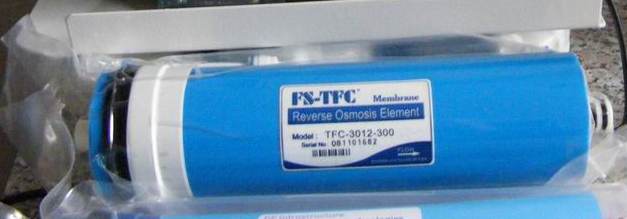 FS-TFC Membrane
Reverse Osmosis Element
Model : TFC-3012-300
Serial No 081101682
FLOW